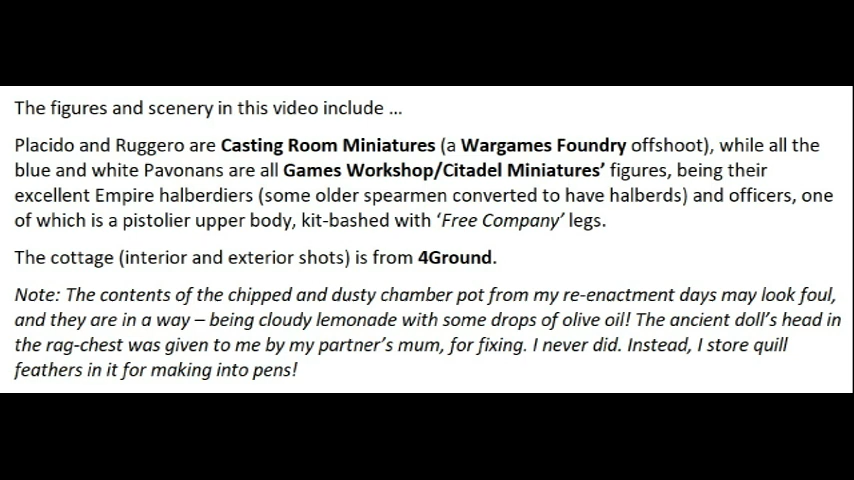 The figures and scenery in this video include …
Placido and Ruggero are Casting Room Miniatures (a Wargames Foundry offshoot), while all the
blue and white Pavonans are all Games Workshop/Citadel Miniatures’ figures, being their
excellent Empire halberdiers (some older spearmen converted to have halberds) and officers, one
of which is a pistolier upper body, kit-bashed with ‘Free Company’ legs.
The cottage (interior and exterior shots) is from 4Ground.
Note: The contents of the chipped and dusty chamber pot from my re-enactment days may look foul,
and they are in a way – being cloudy lemonade with some drops of olive oil! The ancient doll’s head in
the rag-chest was given to me by my partner’s mum, for fixing. I never did. Instead, I store quill
feathers in it for making into pens!